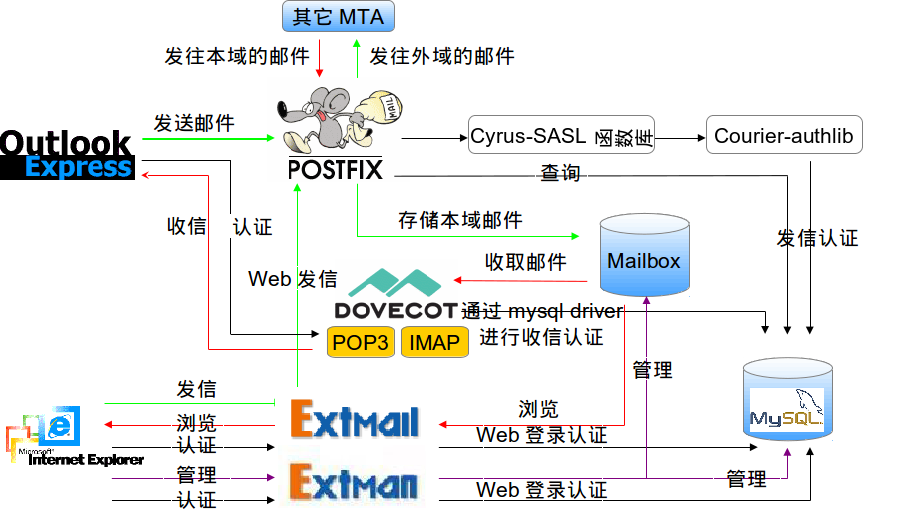 其它 MTA
发往本域的邮件
发往外域的邮件
MAIL
发送邮件
Outlook
Express
POSTFIX
Cyrus-SASL 函数库
Courier-authlib
查询
收信
认证
存储本域邮件
发信认证
Web 发信
收取邮件
Mailbox
DOVECOT
通过 mysql driver
进行收信认证
POP3
IMAP
管理
发信
浏览
认证
Microsoft
Internet Explorer
管理
认证
Extmail
浏览
Web 登录认证
Extman
Web 登录认证
管理
MySQL